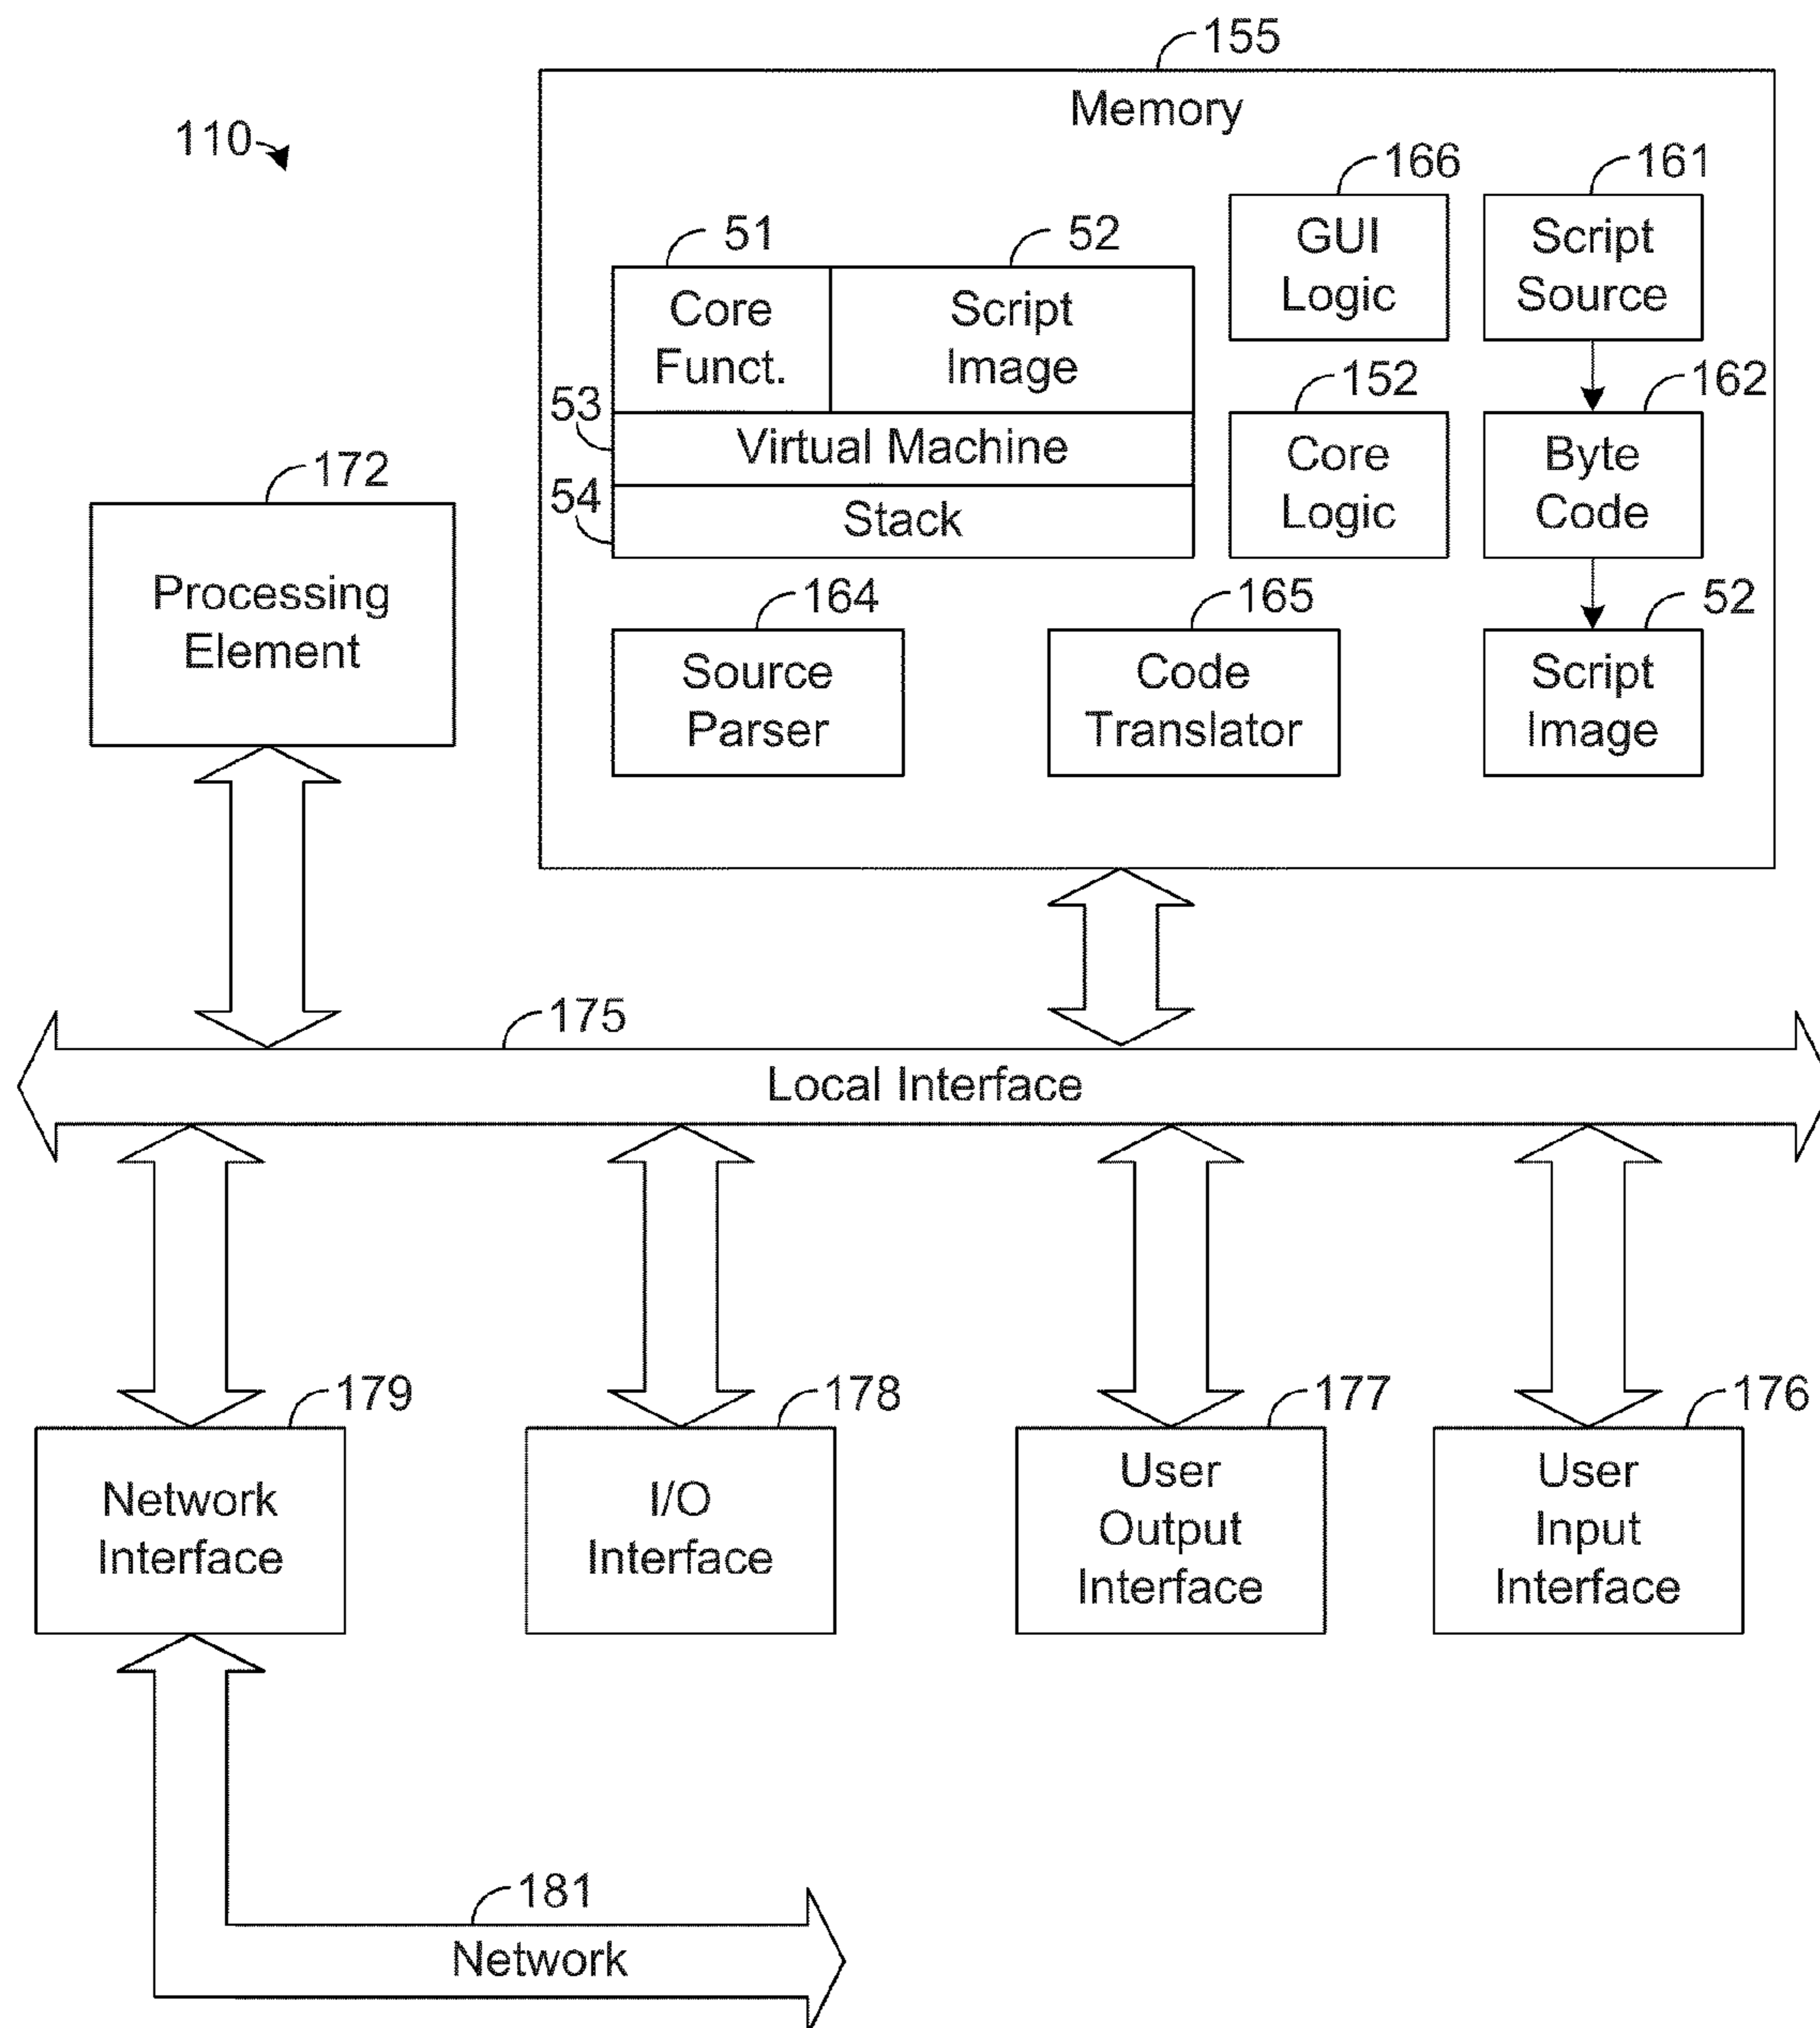 155
Memory
110
166
161
GUI
Logic
Script
Source
51
52
Core
Funct.
Script
Image
53
Virtual Machine
152
162
Core
Logic
Byte
Code
54
Stack
172
Processing
Element
164
165
52
Source
Parser
Code
Translator
Script
Image
175
Local Interface
179
178
177
176
Network
Interface
I/O
Interface
User
Output
Interface
User
Input
Interface
181
Network